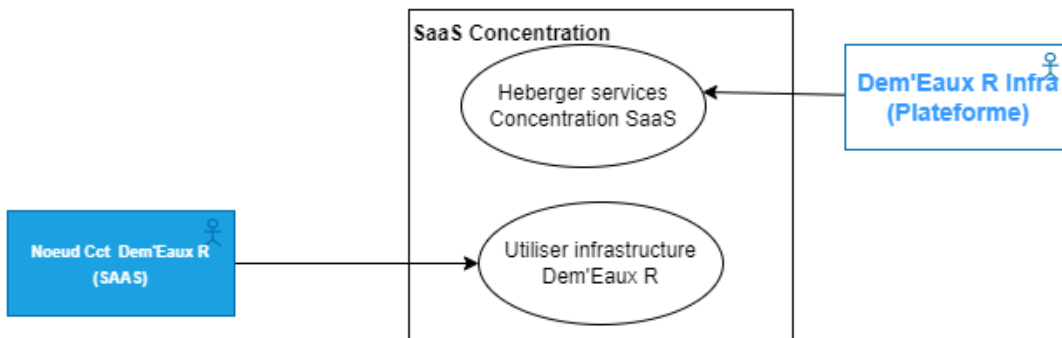 SaaS Concentration
Heberger services
Concentration SaaS
Dem'Eaux R Infra
(Plateforme)
Noeud Cct Dem'Eaux R
(SAAS)
Utiliser infrastructure
Dem'Eaux R